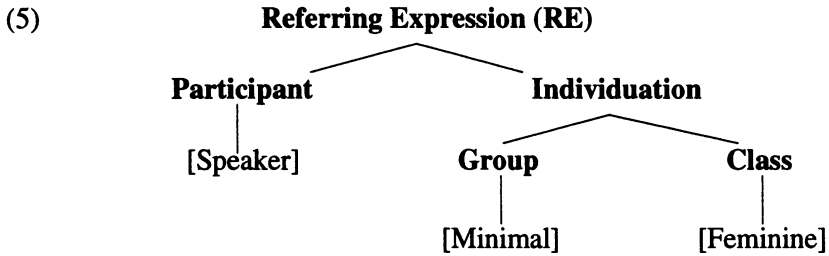 (5) Referring Expression (RE)
Participant Individuation
[Speaker] Group Class
[Minimal] [Feminine]